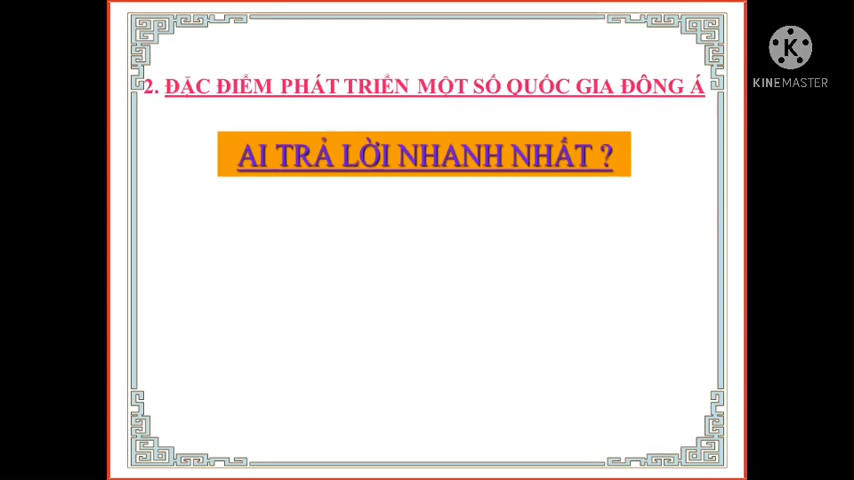 KINEMASTER
2. ĐẶC ĐIỂM PHÁT TRIỂN MỘT SỐ QUỐC GIA ĐÔNG Á
AI TRẢ LỜI NHANH NHẤT ?